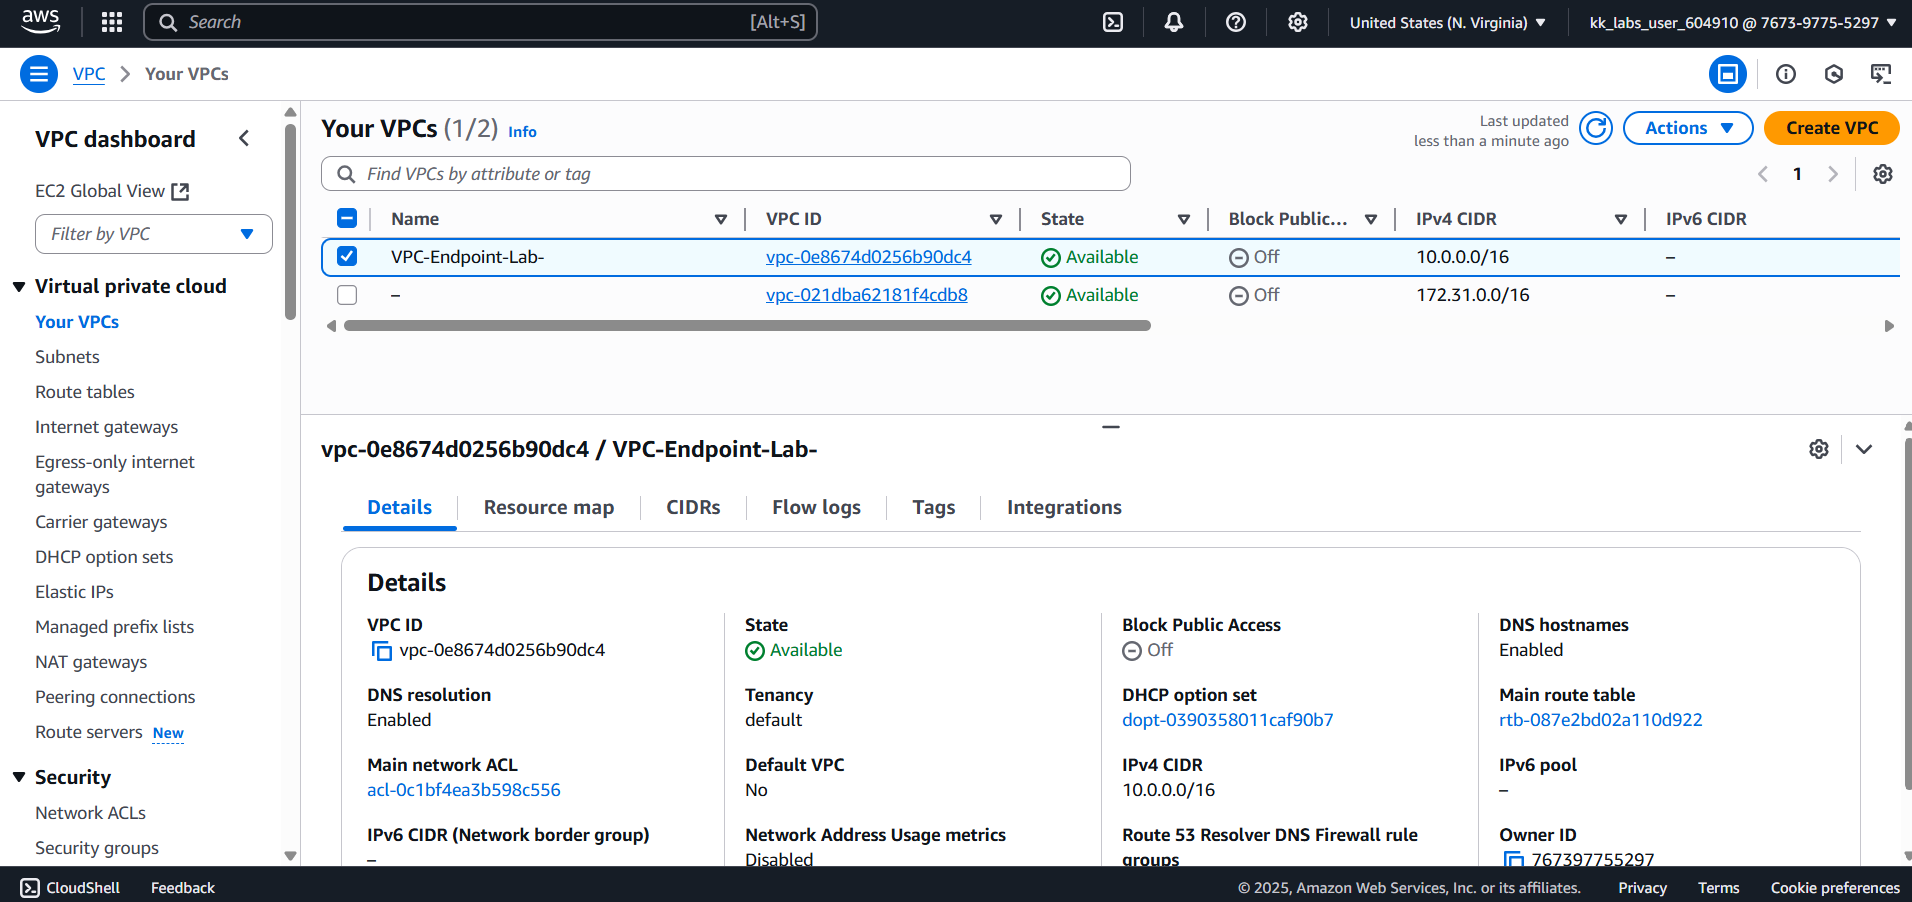 aws
Search [Alt+S]
United States (N. Virginia)
kk_labs_user_604910 @ 7673-9775-5297
VPC
Your VPCs
VPC dashboard
EC2 Global View
Filter by VPC
Virtual private cloud
Your VPCs
Subnets
Route tables
Internet gateways
Egress-only internet
gateways
Carrier gateways
DHCP option sets
Elastic IPs
Managed prefix lists
NAT gateways
Peering connections
Route servers New
Security
Network ACLs
Security groups
Your VPCs (1/2) Info
Last updated
less than a minute ago
Actions
Create VPC
Find VPCs by attribute or tag
1
Name VPC ID State Block Public... IPv4 CIDR IPv6 CIDR
VPC-Endpoint-Lab- vpc-0e8674d0256b90dc4 Available Off 10.0.0.0/16 –
– vpc-021dba62181f4cdb8 Available Off 172.31.0.0/16 –
vpc-0e8674d0256b90dc4 / VPC-Endpoint-Lab-
Details Resource map CIDRs Flow logs Tags Integrations
Details
VPC ID State Block Public Access DNS hostnames
vpc-0e8674d0256b90dc4 Available Off Enabled
DNS resolution Tenancy DHCP option set Main route table
Enabled default dopt-0390358011caf90b7 rtb-087e2bd02a110d922
Main network ACL Default VPC IPv4 CIDR IPv6 pool
acl-0c1bf4ea3b598c556 No 10.0.0.0/16 –
IPv6 CIDR (Network border group) Network Address Usage metrics Route 53 Resolver DNS Firewall rule Owner ID
– Disabled groups 767397755297
CloudShell Feedback
© 2025, Amazon Web Services, Inc. or its affiliates. Privacy Terms Cookie preferences